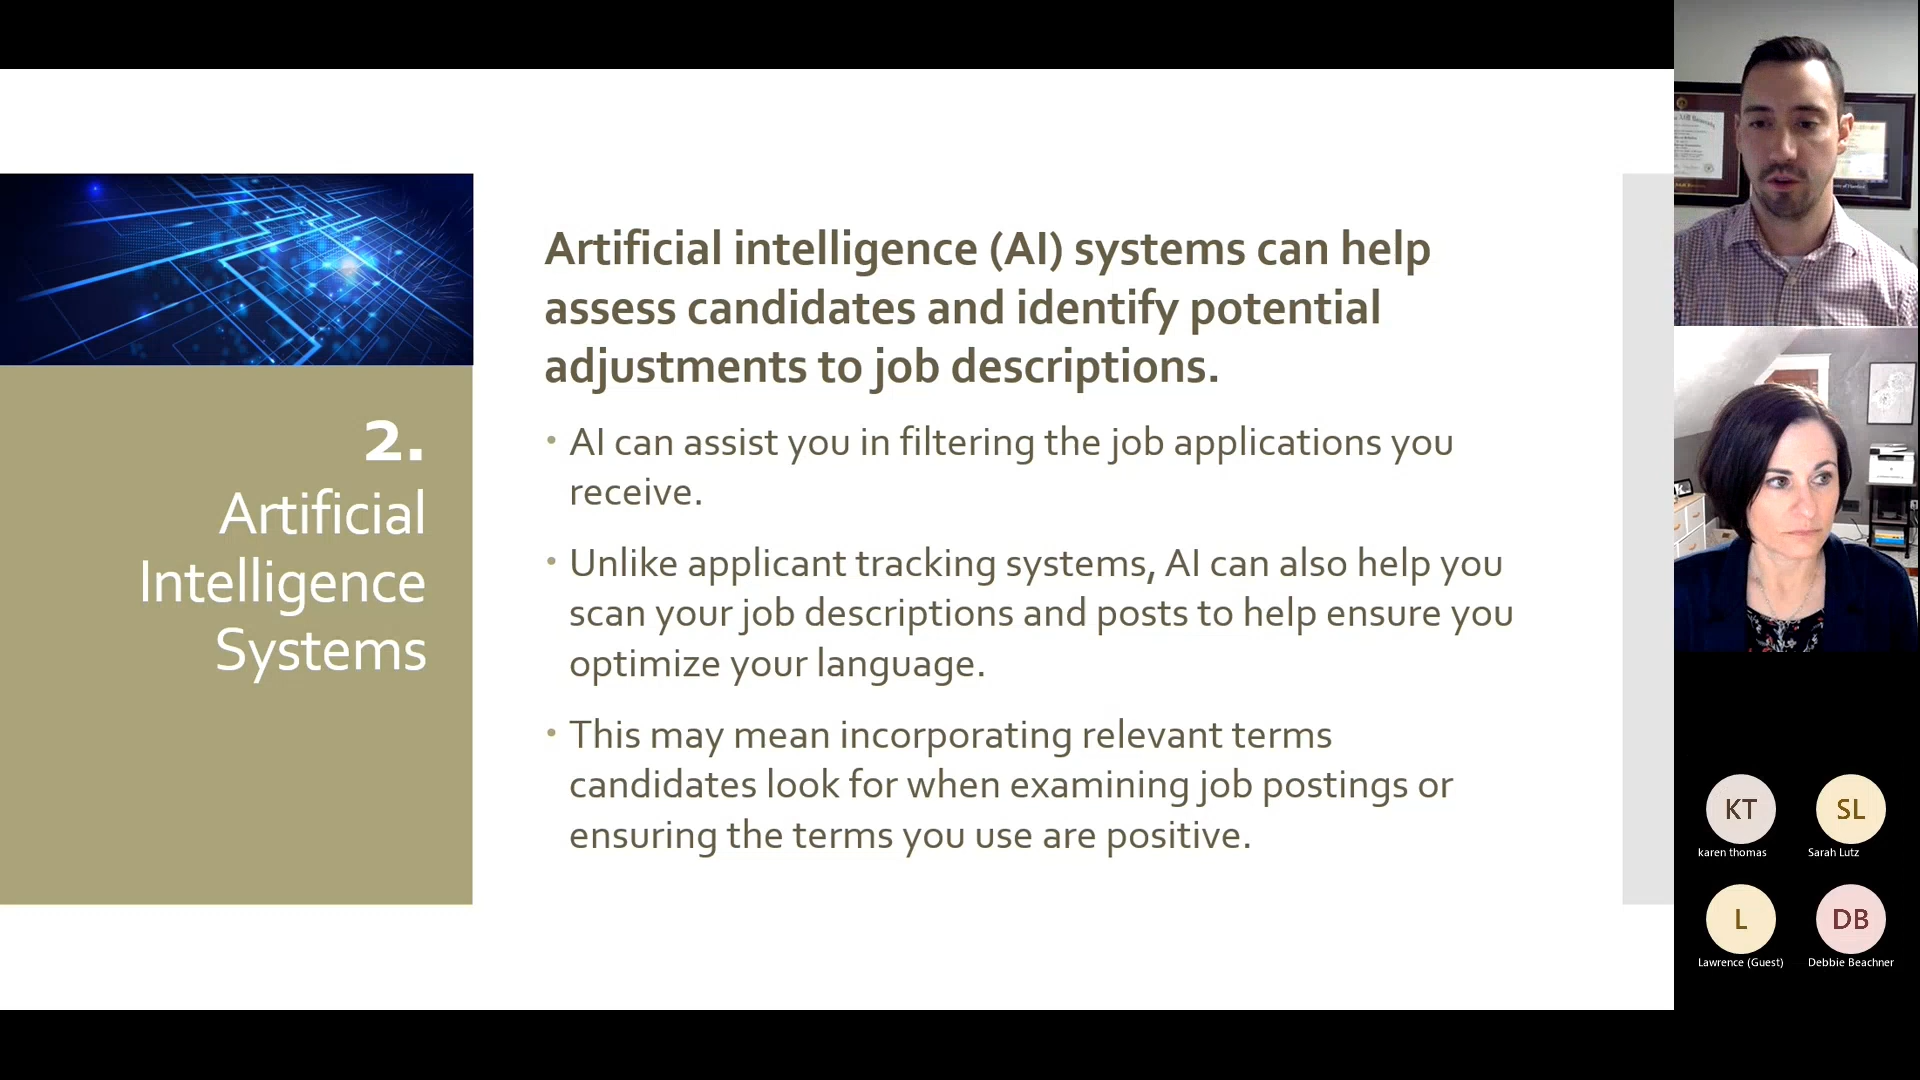 2.
Artificial
Intelligence
Systems
Artificial intelligence (AI) systems can help
assess candidates and identify potential
adjustments to job descriptions.
• AI can assist you in filtering the job applications you
receive.
• Unlike applicant tracking systems, AI can also help you
scan your job descriptions and posts to help ensure you
optimize your language.
• This may mean incorporating relevant terms
candidates look for when examining job postings or
ensuring the terms you use are positive.
KT
karen thomas
SL
Sarah Lutz
L
Lawrence (Guest)
DB
Debbie Beachner